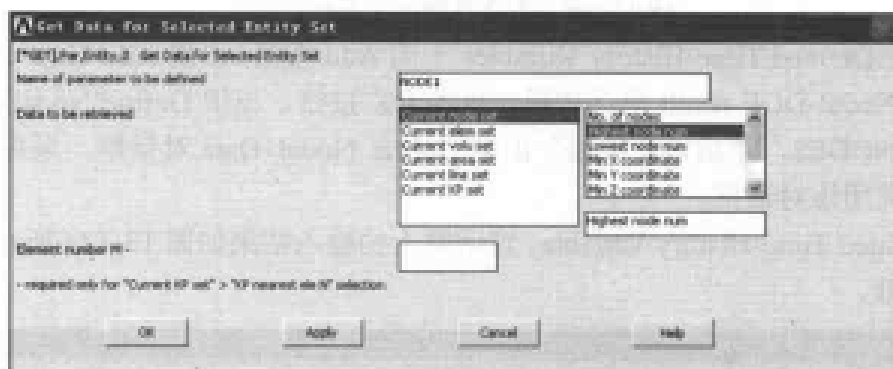 Get Data for Selected Entity Set
[*GET],Par,Entity,0 Get Data for Selected Entity Set
Name of parameter to be defined
NODE1
Data to be retrieved
Current node set
Current elem set
Current volu set
Current area set
Current line set
Current KP set
No. of nodes
Highest node num
Lowest node num
Min X coordinate
Min Y coordinate
Min Z coordinate
Highest node num
Element number M -
- required only for "Current KP set" > "KP nearest ele N" selection
OK
Apply
Cancel
Help